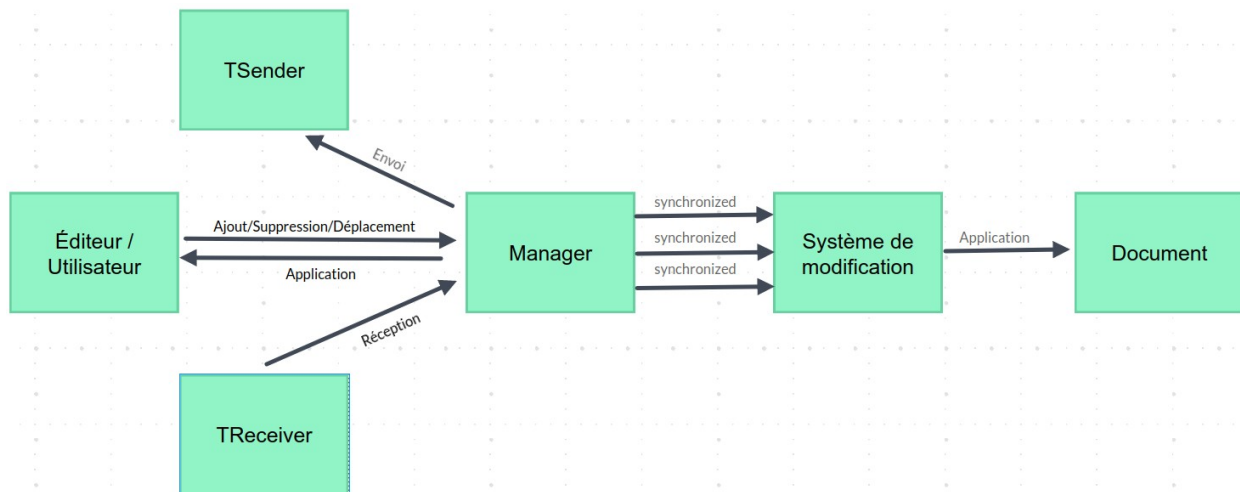 TSender
Envoi
Éditeur /
Utilisateur
Ajout/Suppression/Déplacement
Application
Manager
synchronized
synchronized
synchronized
Système de
modification
Application
Document
Réception
TReceiver